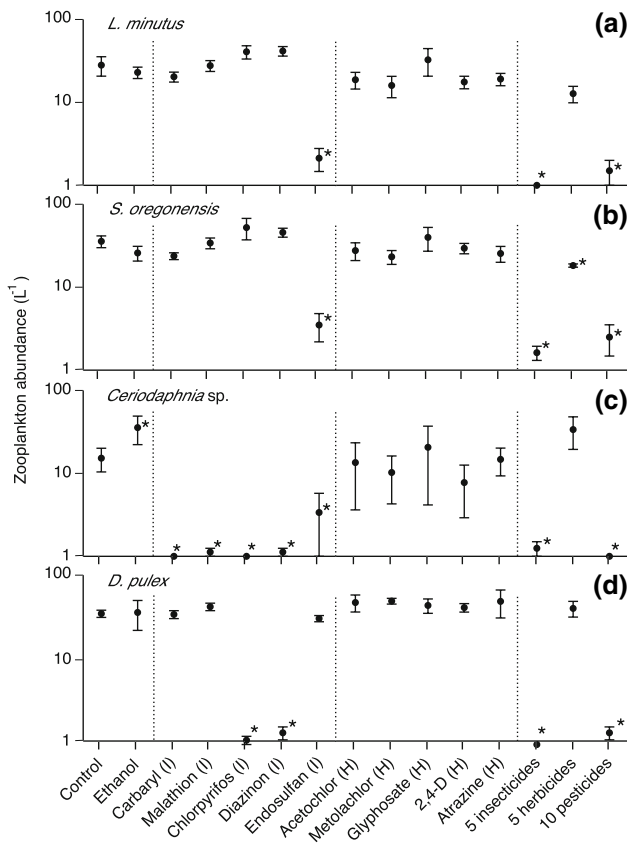 Zooplankton abundance (L⁻¹)
L. minutus
(a)
100
10
1
*
*
*
S. oregonensis
(b)
100
10
1
*
*
*
*
Ceriodaphnia sp.
(c)
100
10
1
*
*
*
*
*
*
*
*
D. pulex
(d)
100
10
1
*
*
*
*
Control
Ethanol
Carbaryl (I)
Malathion (I)
Chlorpyrifos (I)
Diazinon (I)
Endosulfan (I)
Acetochlor (H)
Metolachlor (H)
Glyphosate (H)
2,4-D (H)
Atrazine (H)
5 insecticides
5 herbicides
10 pesticides